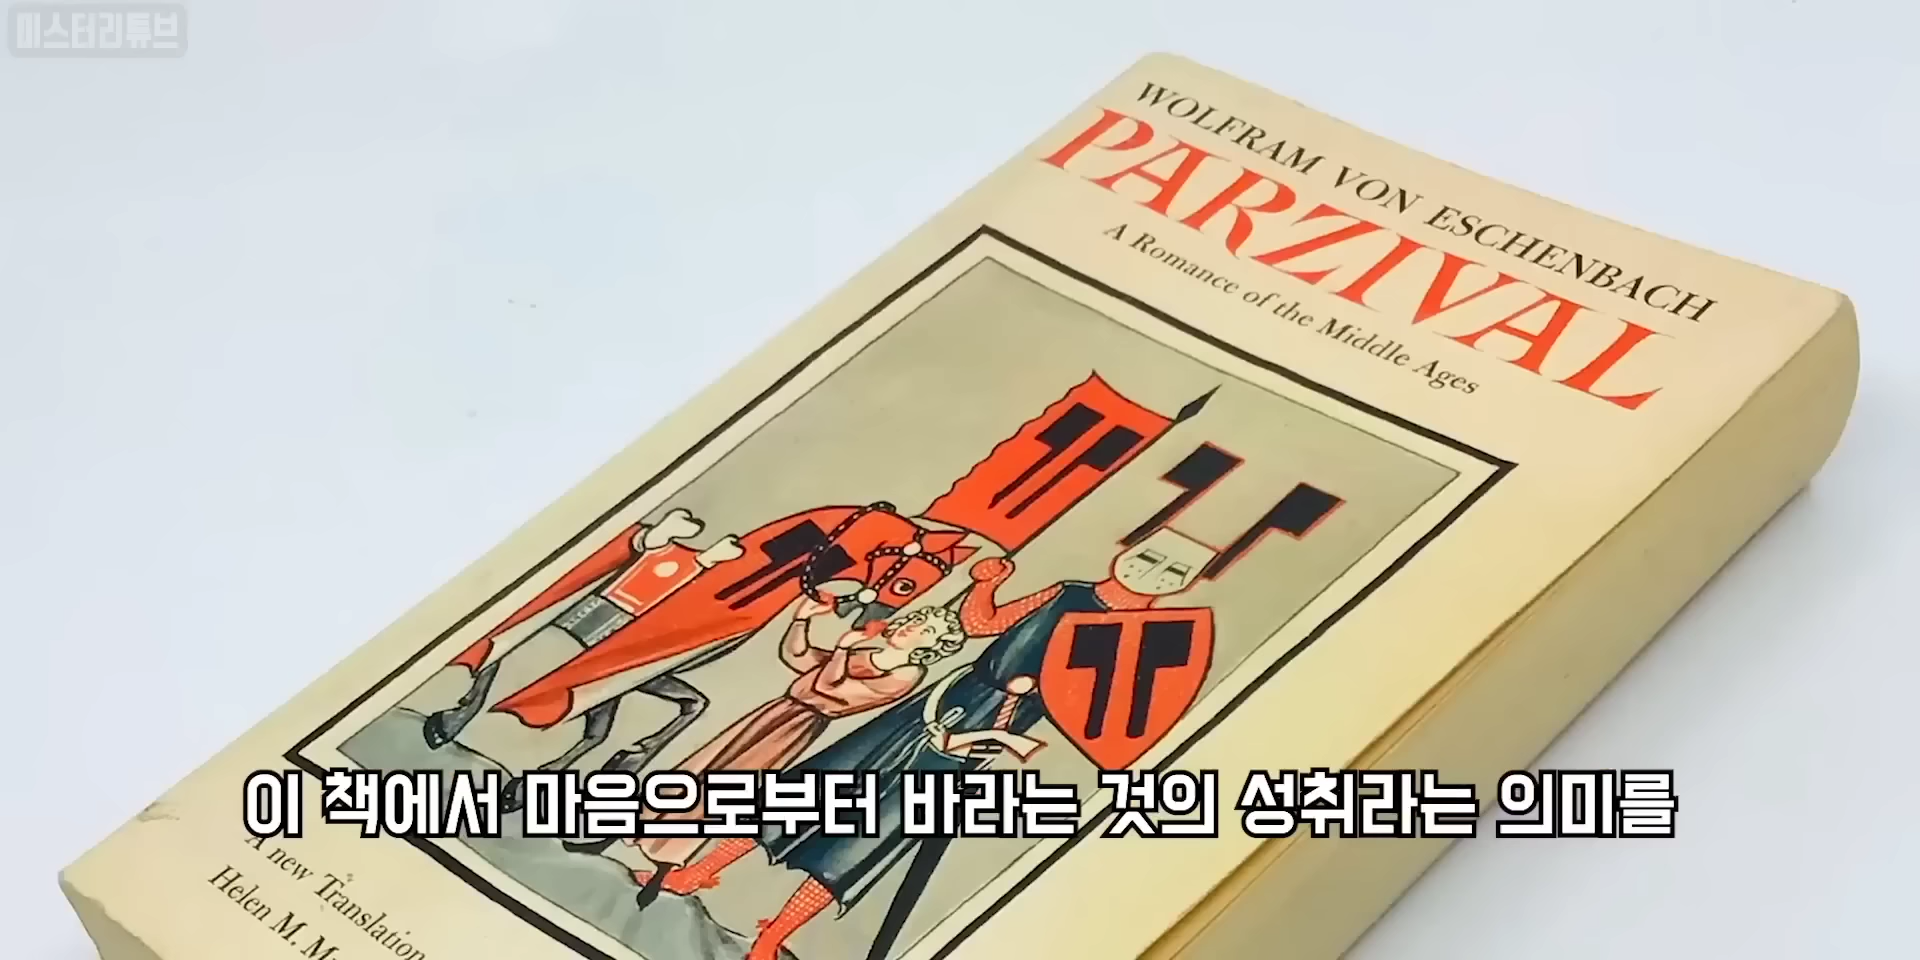 미스터리튜브
WOLFRAM VON ESCHENBACH
PARZIVAL
A Romance of the Middle Ages
이 책에서 마음으로부터 바라는 것의 성취라는 의미를
A new Translation
Helen M.